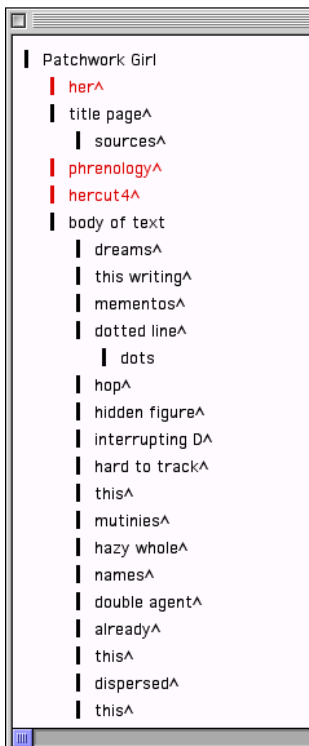 Patchwork Girl
her^
title page^
sources^
phrenology^
hercut4^
body of text
dreams^
this writing^
mementos^
dotted line^
dots
hop^
hidden figure^
interrupting D^
hard to track^
this^
mutinies^
hazy whole^
names^
double agent^
already^
this^
dispersed^
this^